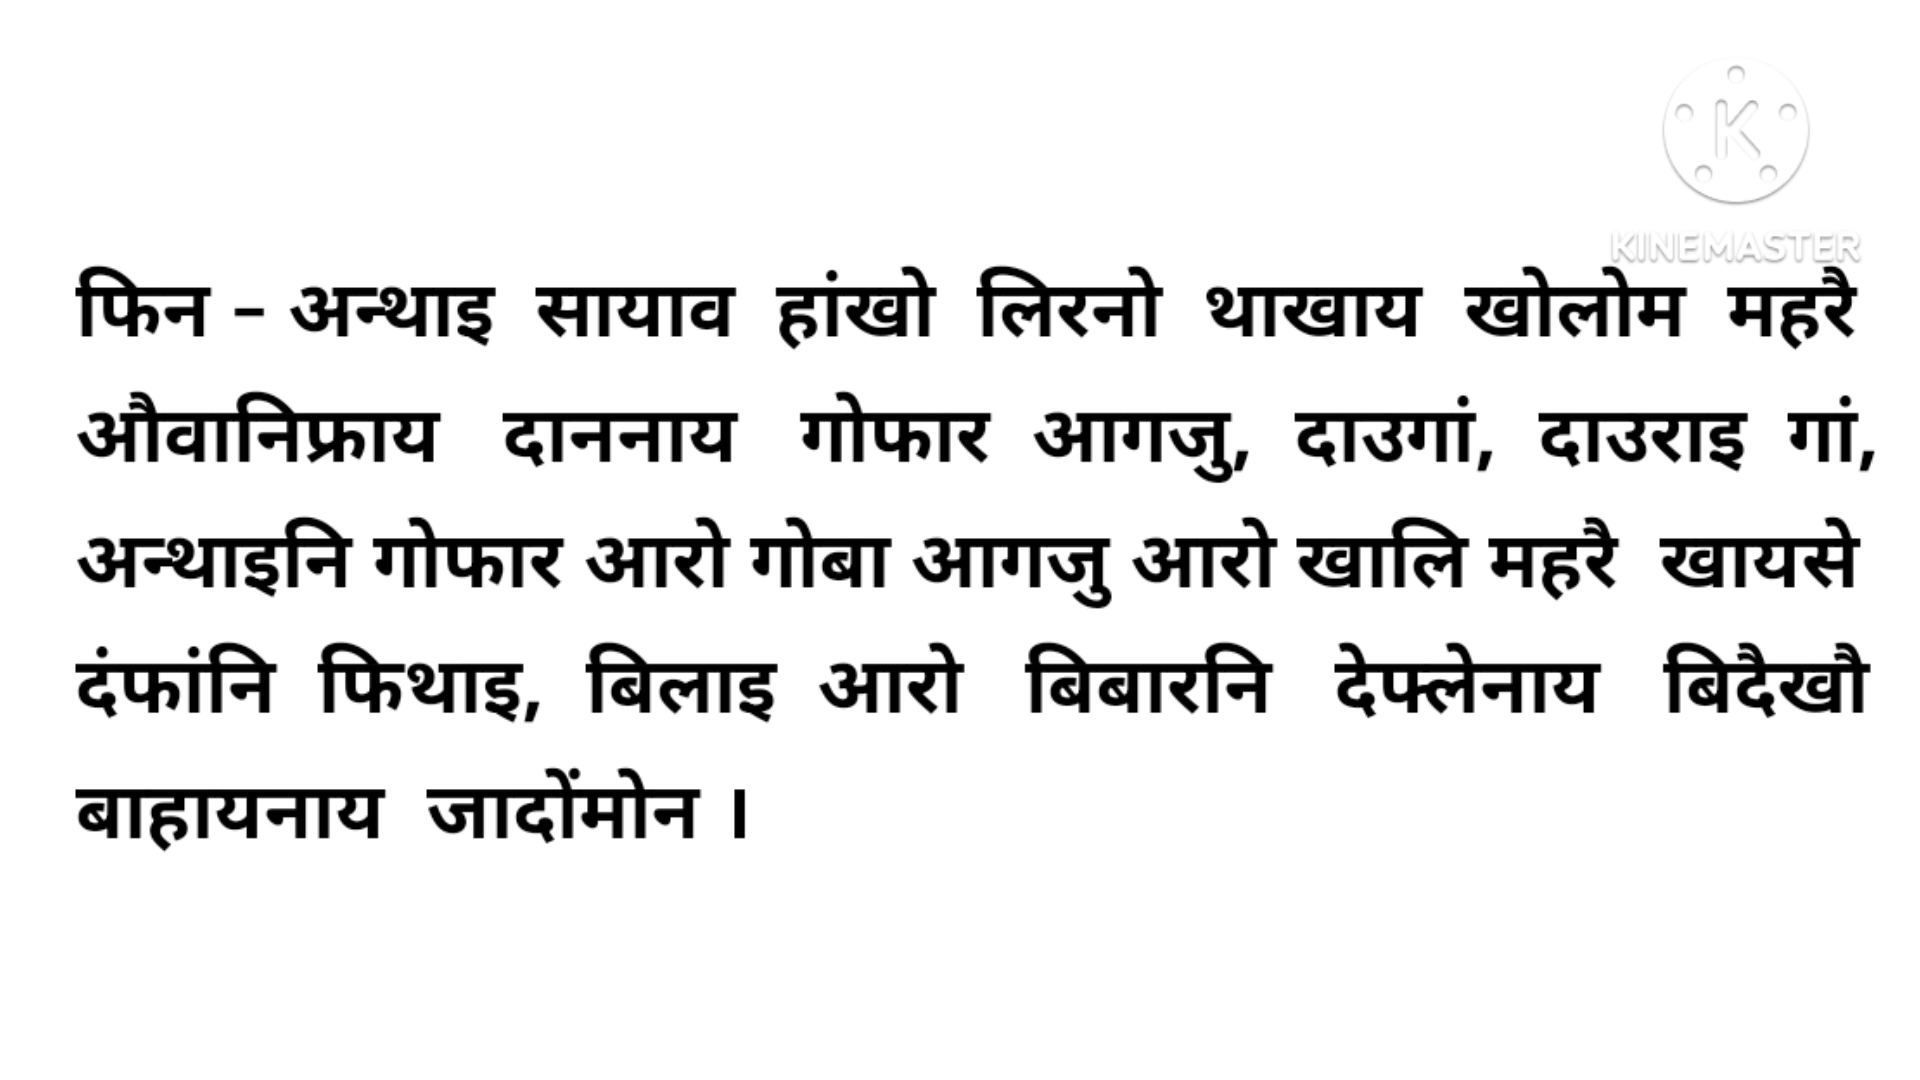 K
KINEMASTER
फिन – अन्थाइ सायाव हांखो लिरनो थाखाय खोलोम महरै
औवानिफ्राय दाननाय गोफार आगजु, दाउगां, दाउराइ गां,
अन्थाइनि गोफार आरो गोबा आगजु आरो खालि महरै खायसे
दंफांनि फिथाइ, बिलाइ आरो बिबारनि देफ्लेनाय बिदैखौ
बाहायनाय जादोंमोन ।